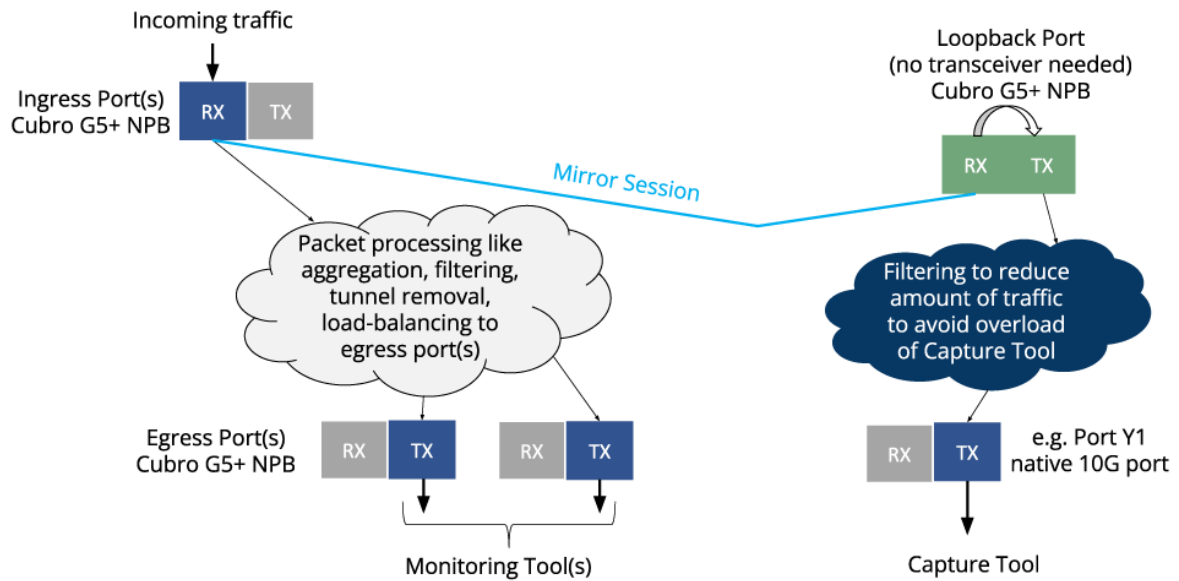 Incoming traffic
Ingress Port(s)
Cubro G5+ NPB
RX
TX
Loopback Port
(no transceiver needed)
Cubro G5+ NPB
RX
TX
Mirror Session
Packet processing like
aggregation, filtering,
tunnel removal,
load-balancing to
egress port(s)
Filtering to reduce
amount of traffic
to avoid overload
of Capture Tool
Egress Port(s)
Cubro G5+ NPB
RX
TX
RX
TX
RX
TX
e.g. Port Y1
native 10G port
Monitoring Tool(s)
Capture Tool